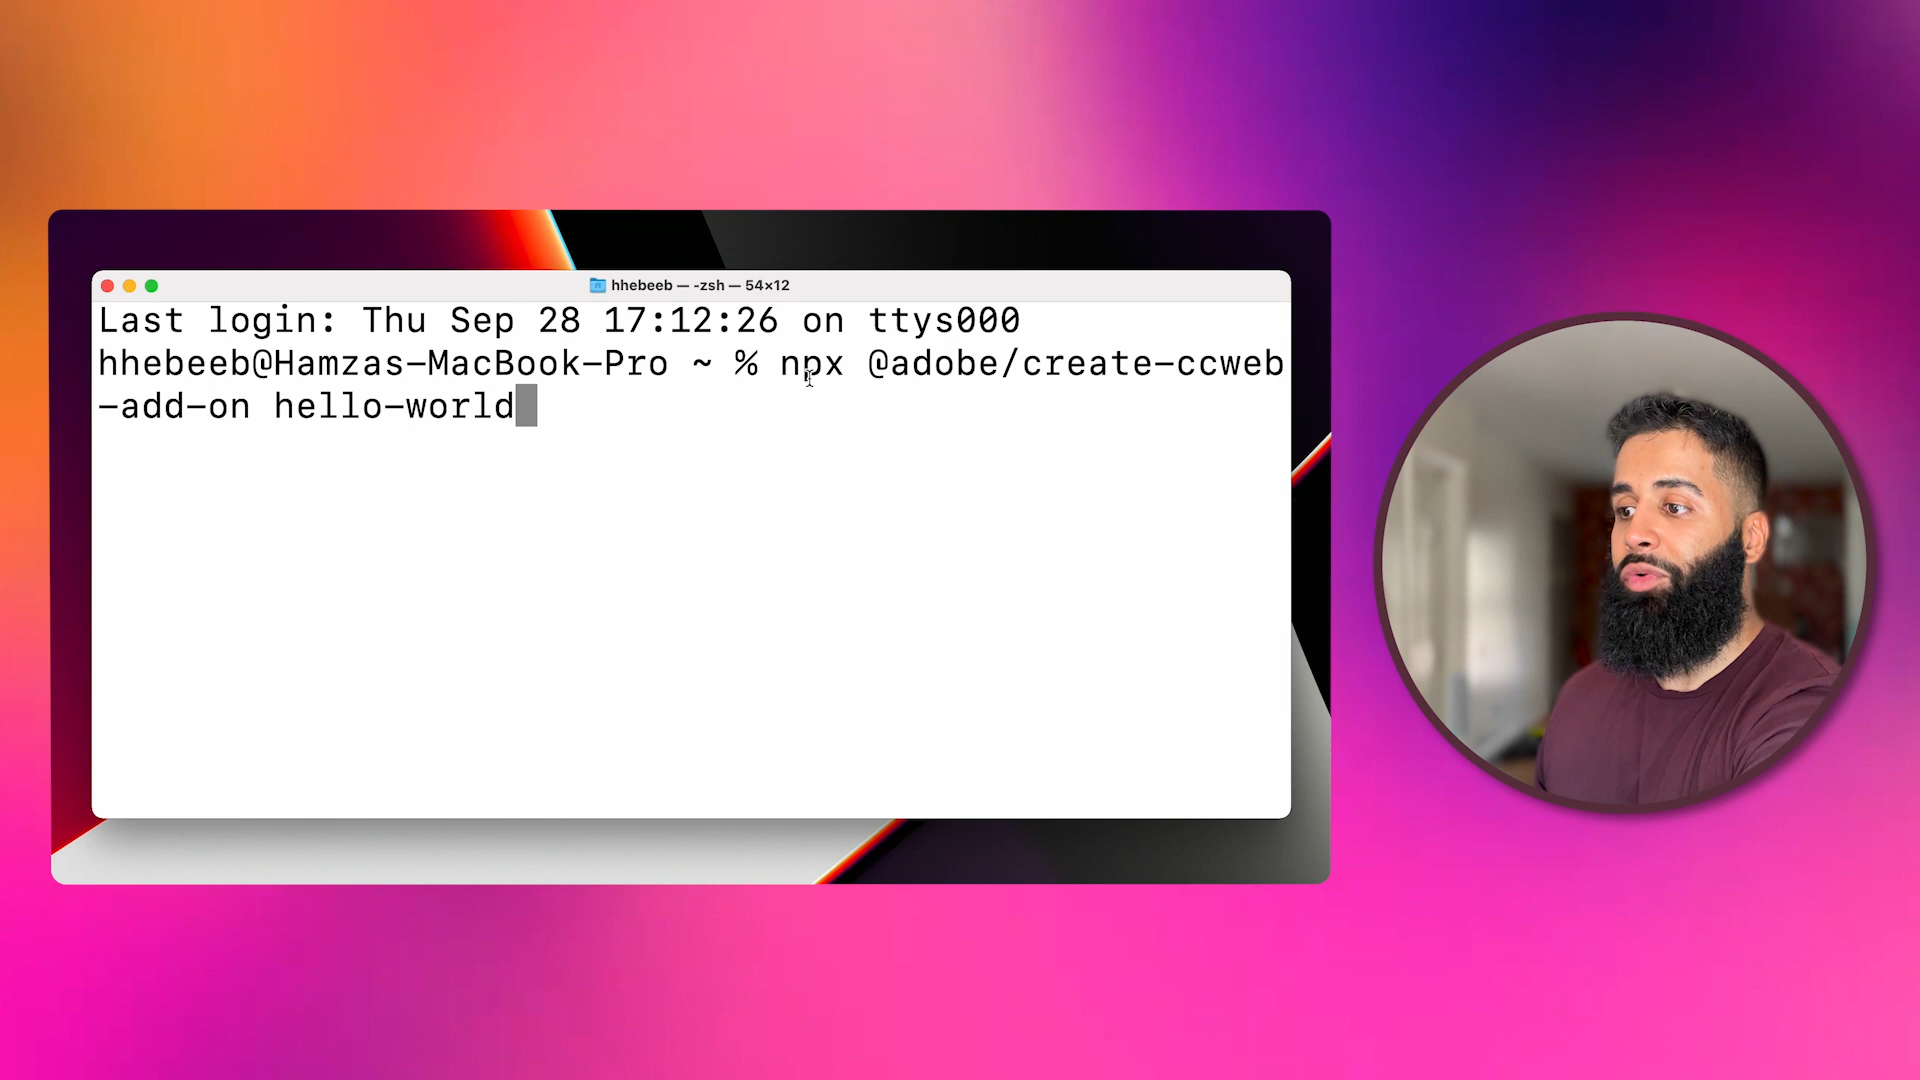 hhebeeb — -zsh — 54×12
Last login: Thu Sep 28 17:12:26 on ttys000
hhebeeb@Hamzas-MacBook-Pro ~ % npx @adobe/create-ccweb
-add-on hello-world